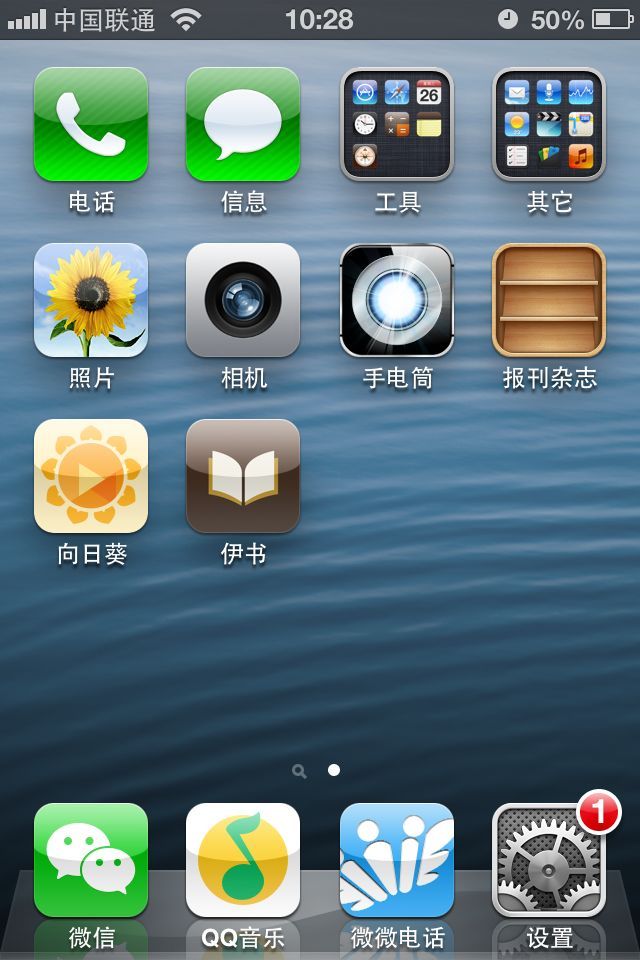 中国联通 10:28 50%
26
电话 信息 工具 其它
照片 相机 手电筒 报刊杂志
向日葵 伊书
1
微信 QQ音乐 微微电话 设置